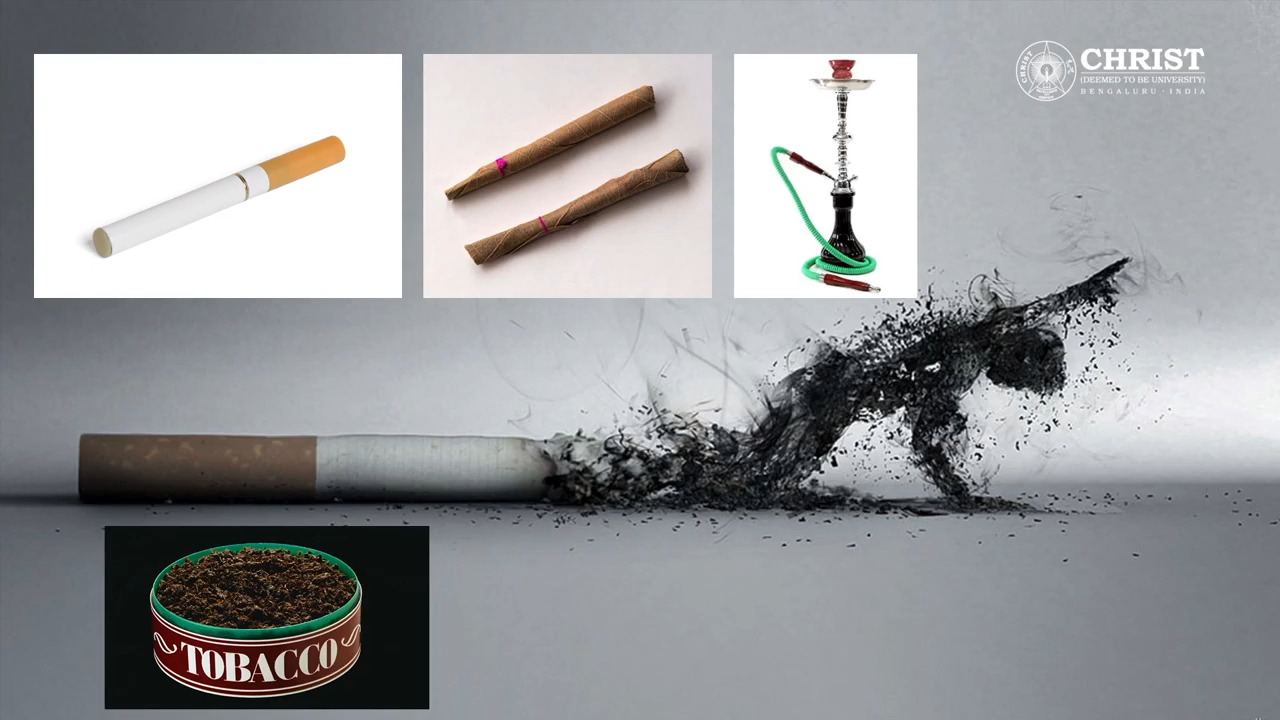 CHRIST
(DEEMED TO BE UNIVERSITY)
BENGALURU · INDIA
TOBACCO